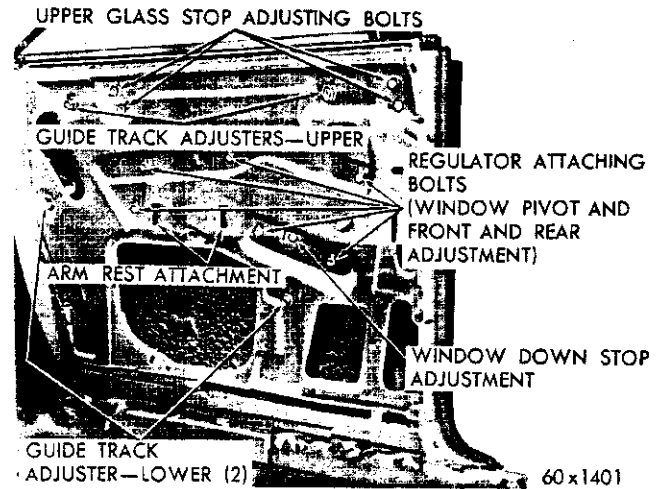 UPPER GLASS STOP ADJUSTING BOLTS
GUIDE TRACK ADJUSTERS—UPPER
REGULATOR ATTACHING
BOLTS
(WINDOW PIVOT AND
FRONT AND REAR
ADJUSTMENT)
ARM REST ATTACHMENT
WINDOW DOWN STOP
ADJUSTMENT
GUIDE TRACK
ADJUSTER—LOWER (2)
60x1401